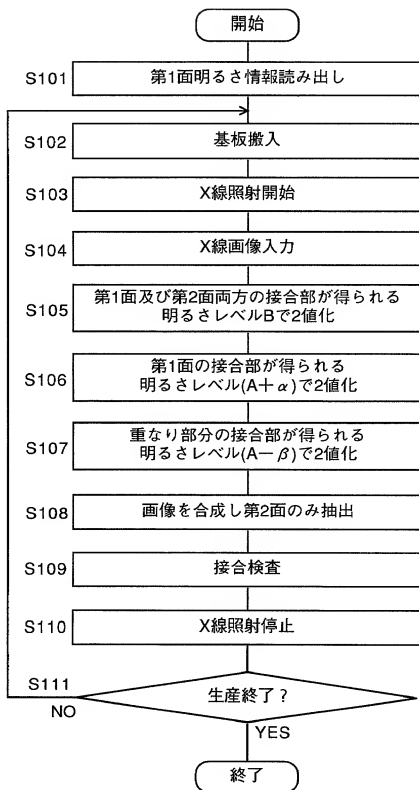 開始
S101 第1面明るさ情報読み出し
S102 基板搬入
S103 X線照射開始
S104 X線画像入力
S105 第1面及び第2面両方の接合部が得られる
明るさレベルBで2値化
S106 第1面の接合部が得られる
明るさレベル(A+α)で2値化
S107 重なり部分の接合部が得られる
明るさレベル(A-β)で2値化
S108 画像を合成し第2面のみ抽出
S109 接合検査
S110 X線照射停止
S111 生産終了?
NO
YES
終了